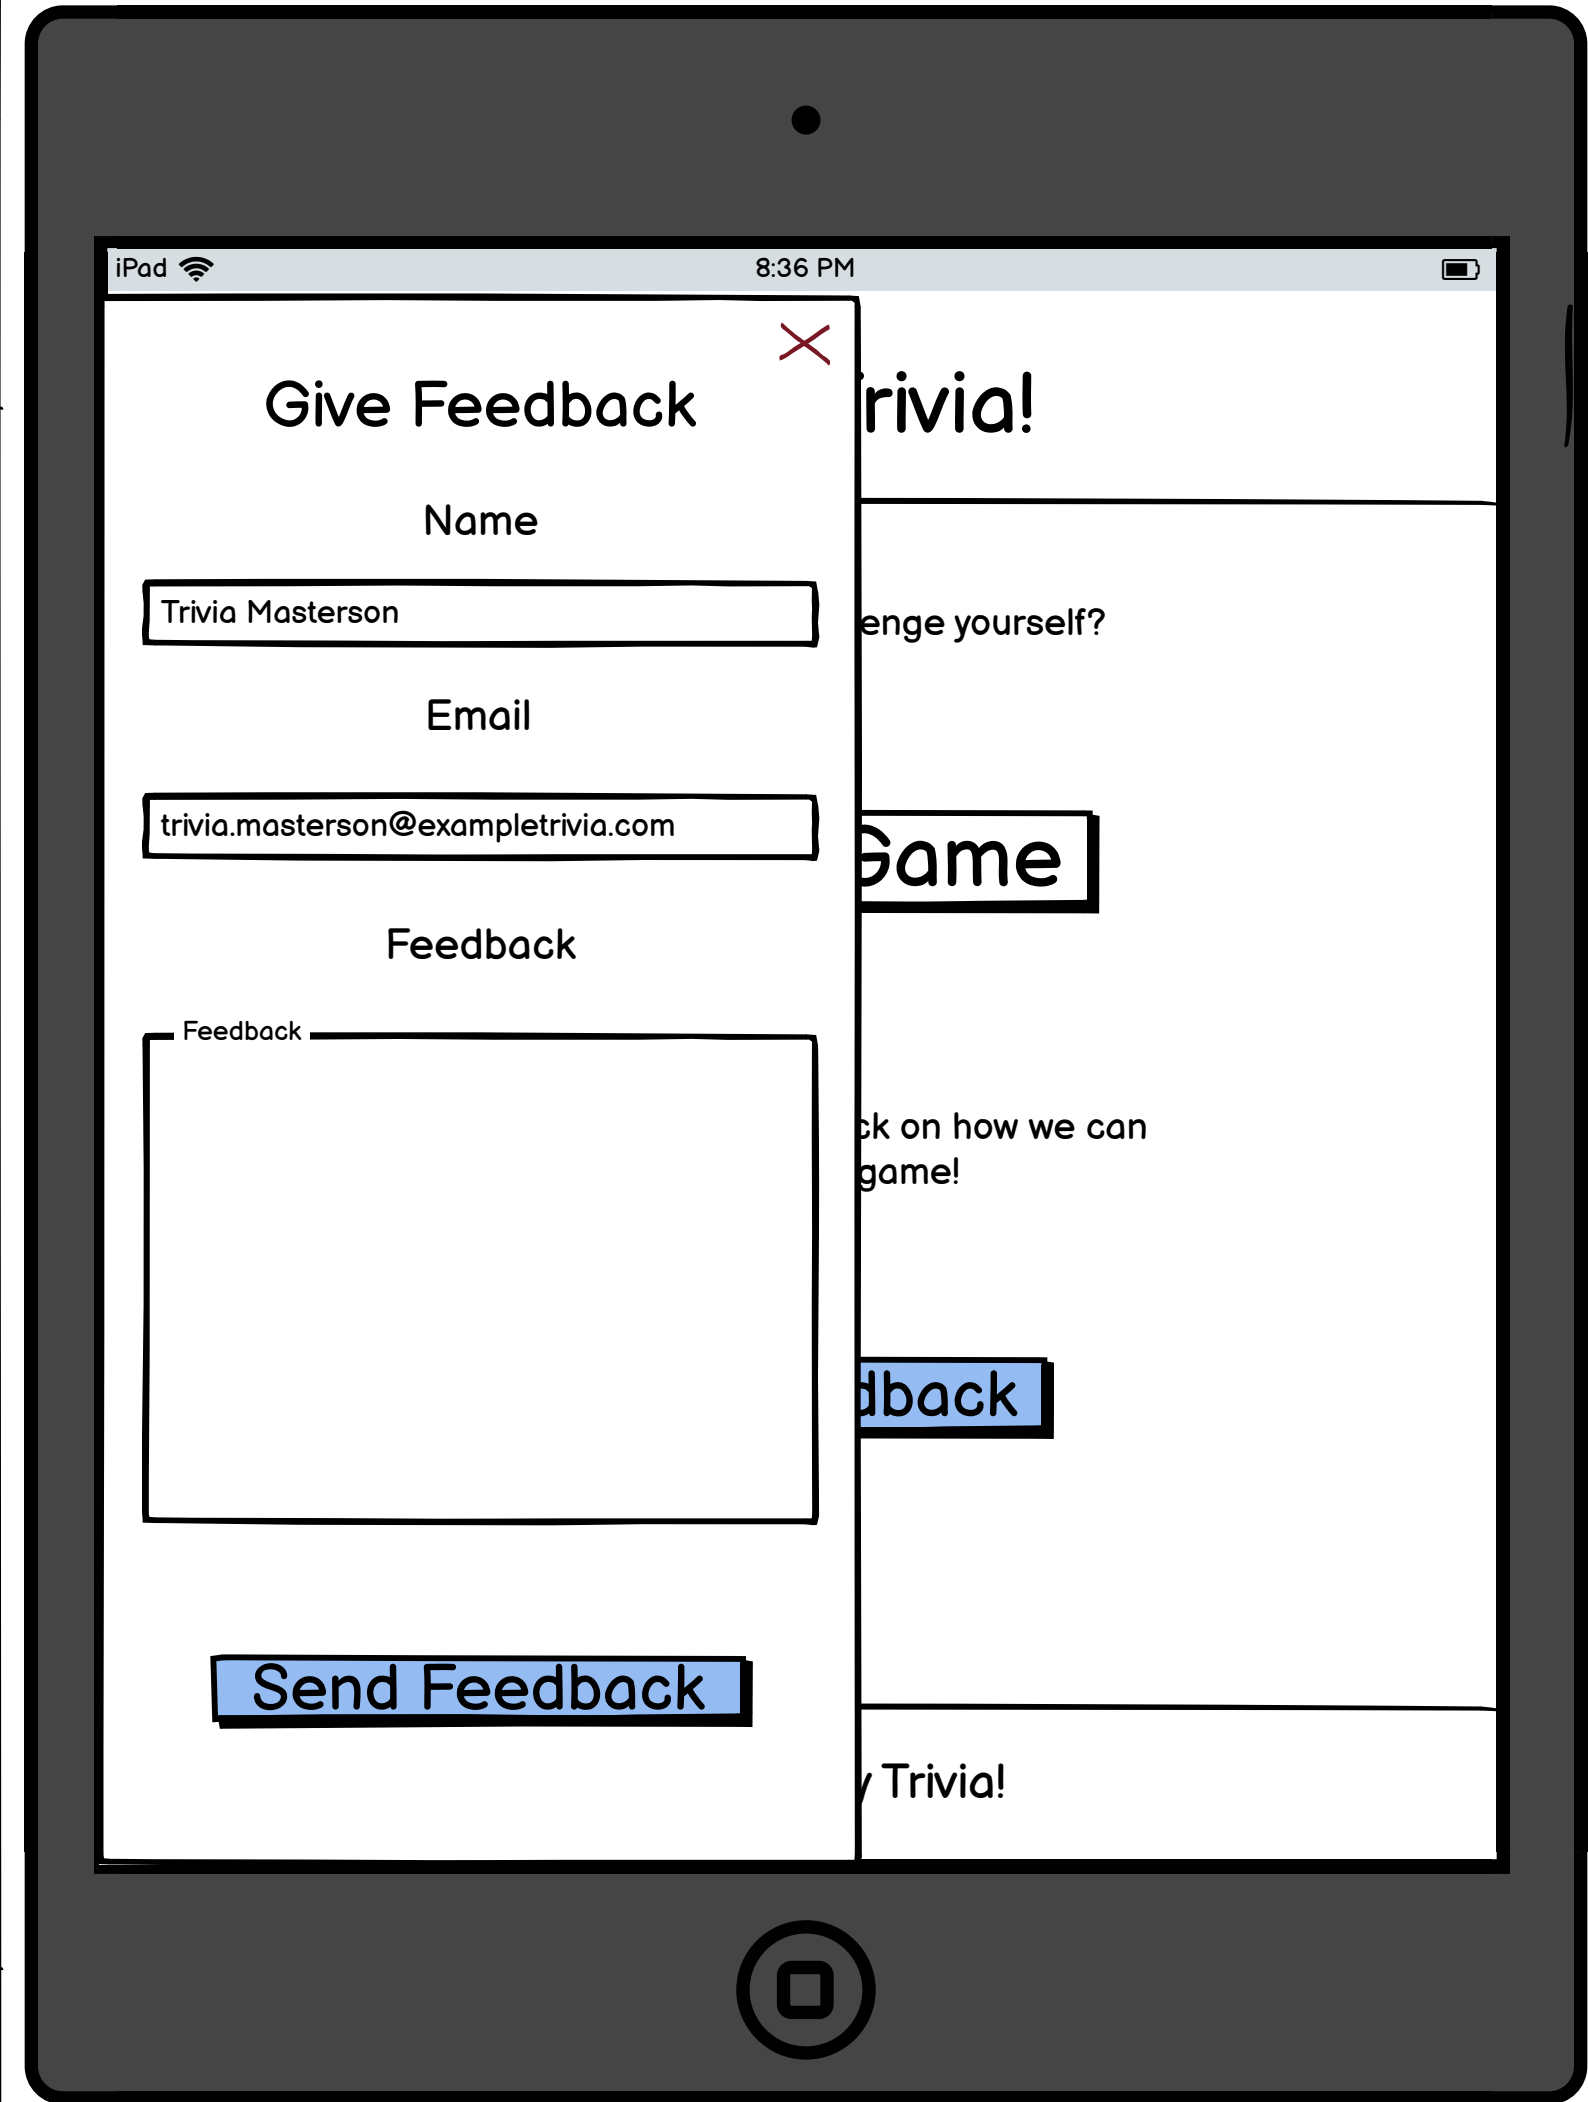 iPad 8:36 PM
Give Feedback
Name
Trivia Masterson
Email
trivia.masterson@exampletrivia.com
Feedback
Feedback
Send Feedback
rivia!
enge yourself?
Game
ck on how we can
game!
dback
y Trivia!